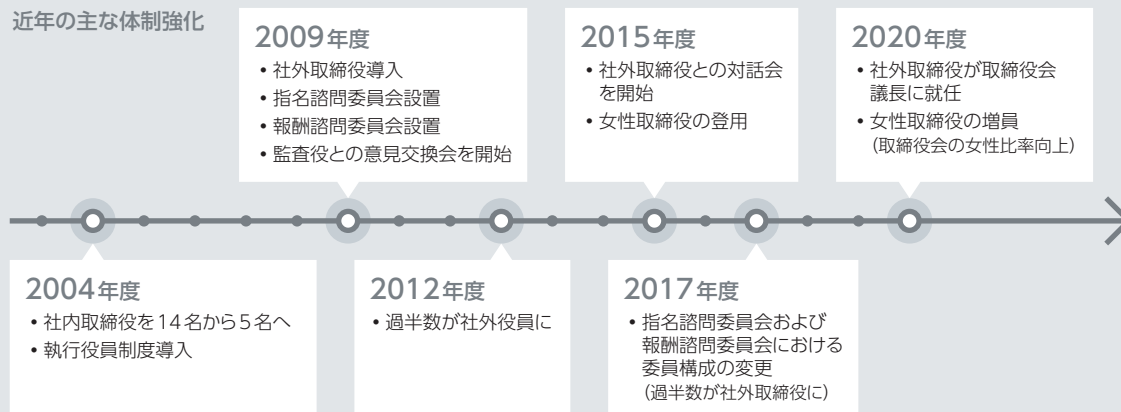 近年の主な体制強化
2009年度
• 社外取締役導入
• 指名諮問委員会設置
• 報酬諮問委員会設置
• 監査役との意見交換会を開始
2015年度
• 社外取締役との対話会
を開始
• 女性取締役の登用
2020年度
• 社外取締役が取締役会
議長に就任
• 女性取締役の増員
（取締役会の女性比率向上）
2004年度
• 社内取締役を14名から5名へ
• 執行役員制度導入
2012年度
• 過半数が社外役員に
2017年度
• 指名諮問委員会および
報酬諮問委員会における
委員構成の変更
（過半数が社外取締役に）